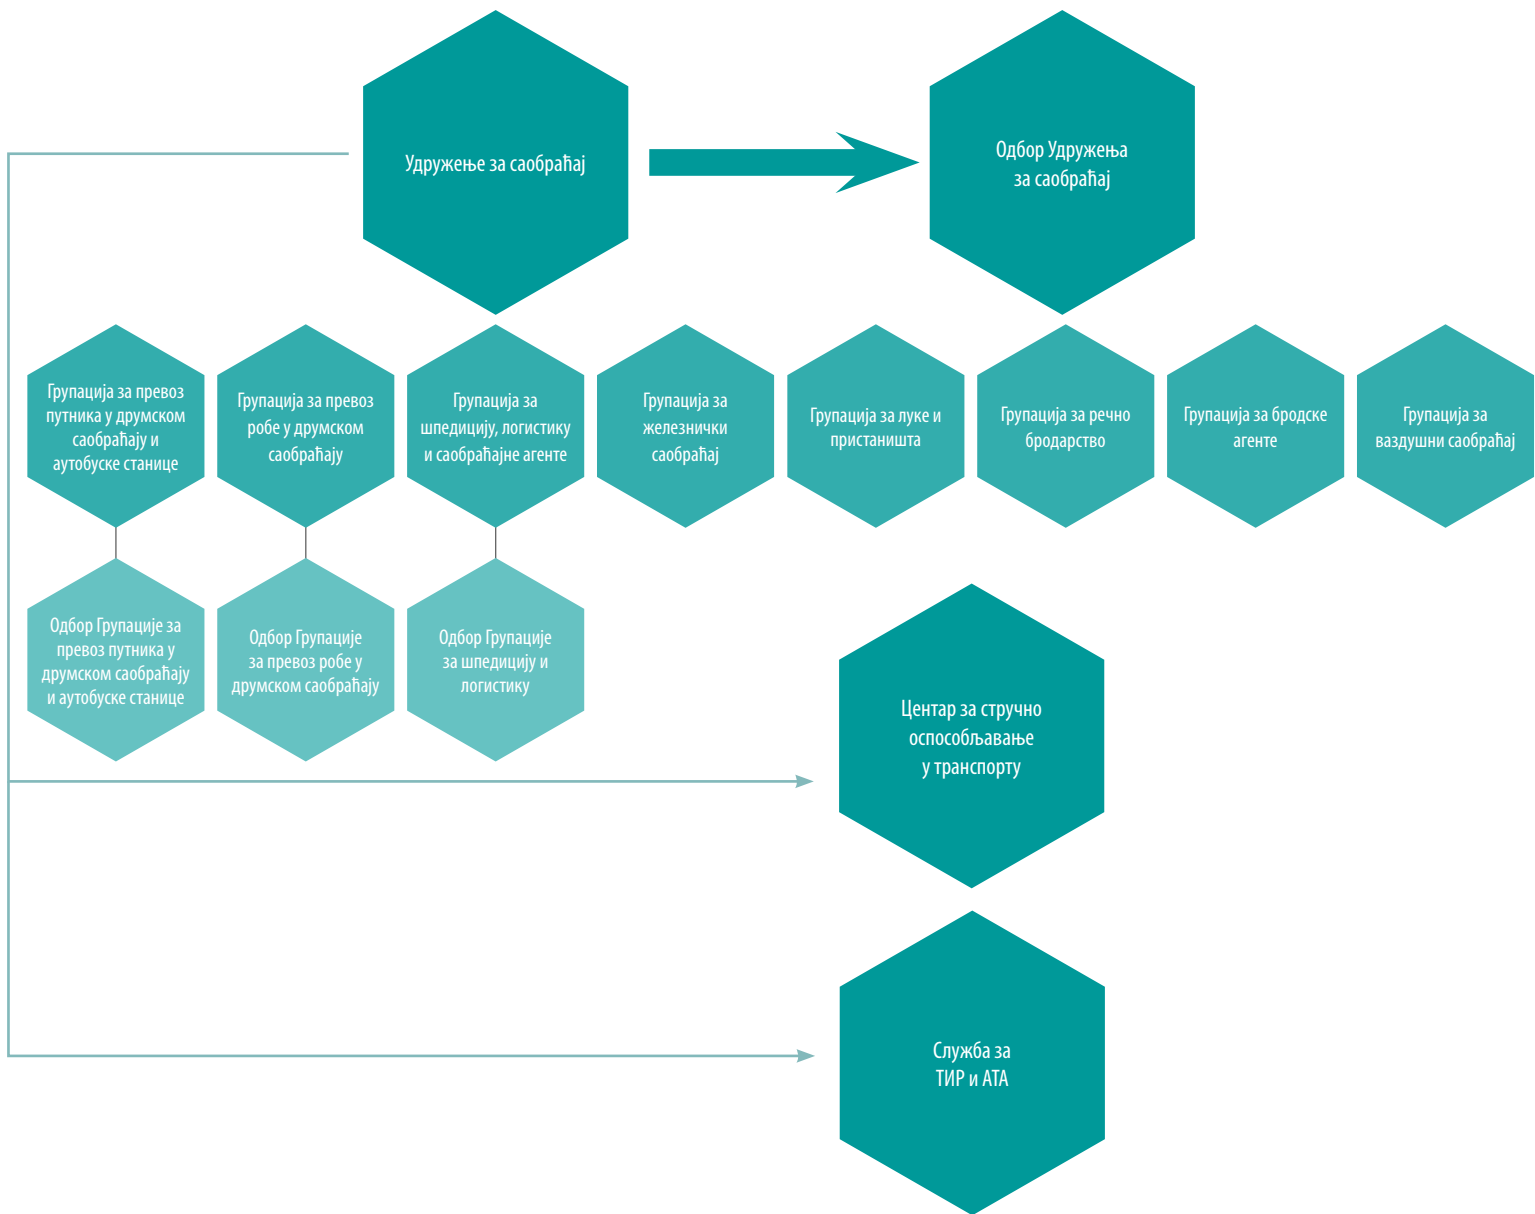 Удружење за саобраћај
Одбор Удружења
за саобраћај
Групација за превоз
путника у друмском
саобраћају и
аутобуске станице
Групација за превоз
робе у друмском
саобраћају
Групација за
шпедицију, логистику
и саобраћајне агенте
Групација за
железнички
саобраћај
Групација за луке и
пристаништа
Групација за речно
бродарство
Групација за бродске
агенте
Групација за
ваздушни саобраћај
Одбор Групације за
превоз путника у
друмском саобраћају
и аутобуске станице
Одбор Групације
за превоз робе у
друмском саобраћају
Одбор Групације
за шпедицију и
логистику
Центар за стручно
оспособљавање
у транспорту
Служба за
ТИР и АТА